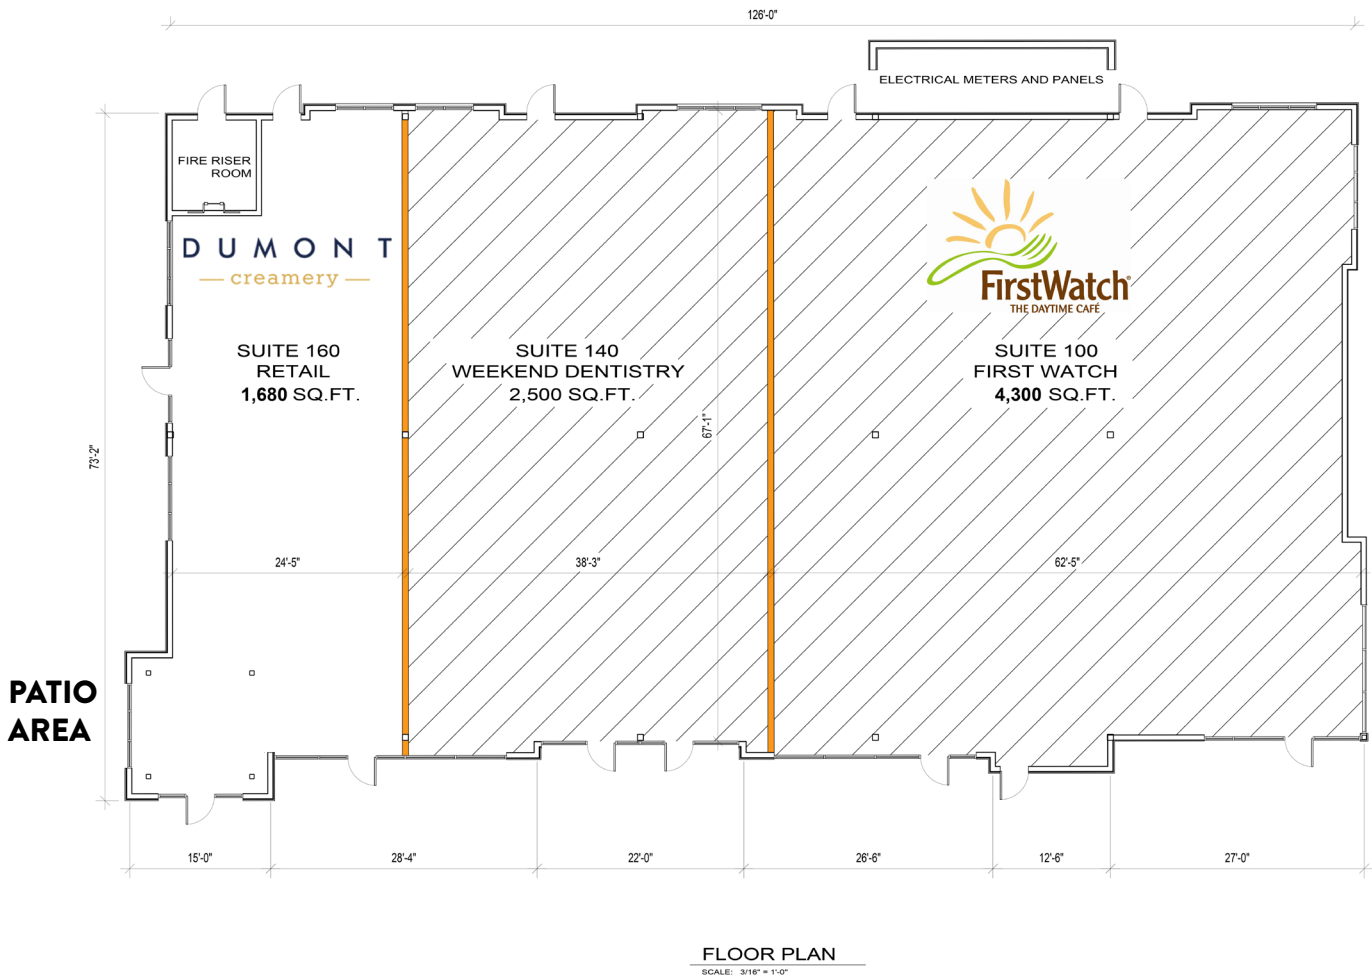 126'-0"
ELECTRICAL METERS AND PANELS
FIRE RISER
ROOM
DUMONT
creamery
FirstWatch®
THE DAYTIME CAFÉ
SUITE 160
RETAIL
1,680 SQ.FT.
SUITE 140
WEEKEND DENTISTRY
2,500 SQ.FT.
SUITE 100
FIRST WATCH
4,300 SQ.FT.
67'-1"
73'-2"
24'-5"
38'-3"
62'-5"
PATIO
AREA
15'-0"
28'-4"
22'-0"
26'-6"
12'-6"
27'-0"
FLOOR PLAN
SCALE: 3/16" = 1'-0"